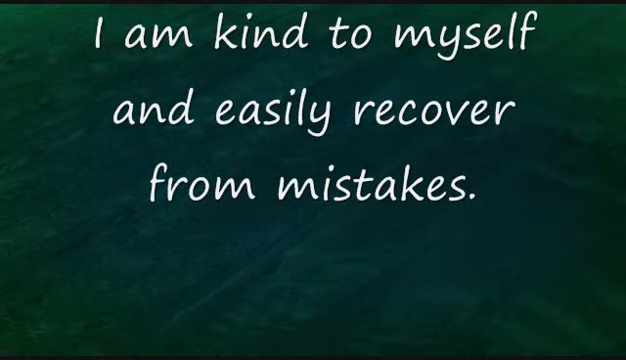 I am kind to myself
and easily recover
from mistakes.